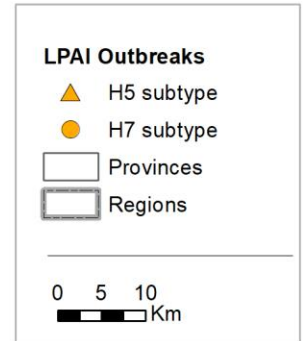 LPAI Outbreaks
H5 subtype
H7 subtype
Provinces
Regions
0 5 10
Km